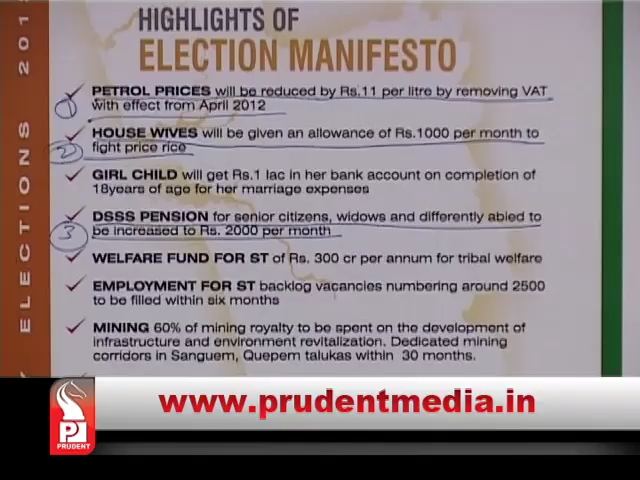 HIGHLIGHTS OF
ELECTION MANIFESTO
PETROL PRICES will be reduced by Rs.11 per litre by removing VAT
with effect from April 2012
1
HOUSE WIVES will be given an allowance of Rs.1000 per month to
fight price rice
2
GIRL CHILD will get Rs.1 lac in her bank account on completion of
18years of age for her marriage expenses
DSSS PENSION for senior citizens, widows and differently abled to
be increased to Rs. 2000 per month
3
WELFARE FUND FOR ST of Rs. 300 cr per annum for tribal welfare
EMPLOYMENT FOR ST backlog vacancies numbering around 2500
to be filled within six months
MINING 60% of mining royalty to be spent on the development of
infrastructure and environment revitalization. Dedicated mining
corridors in Sanguem, Quepem talukas within 30 months.
ELECTIONS 201
www.prudentmedia.in
P
PRUDENT